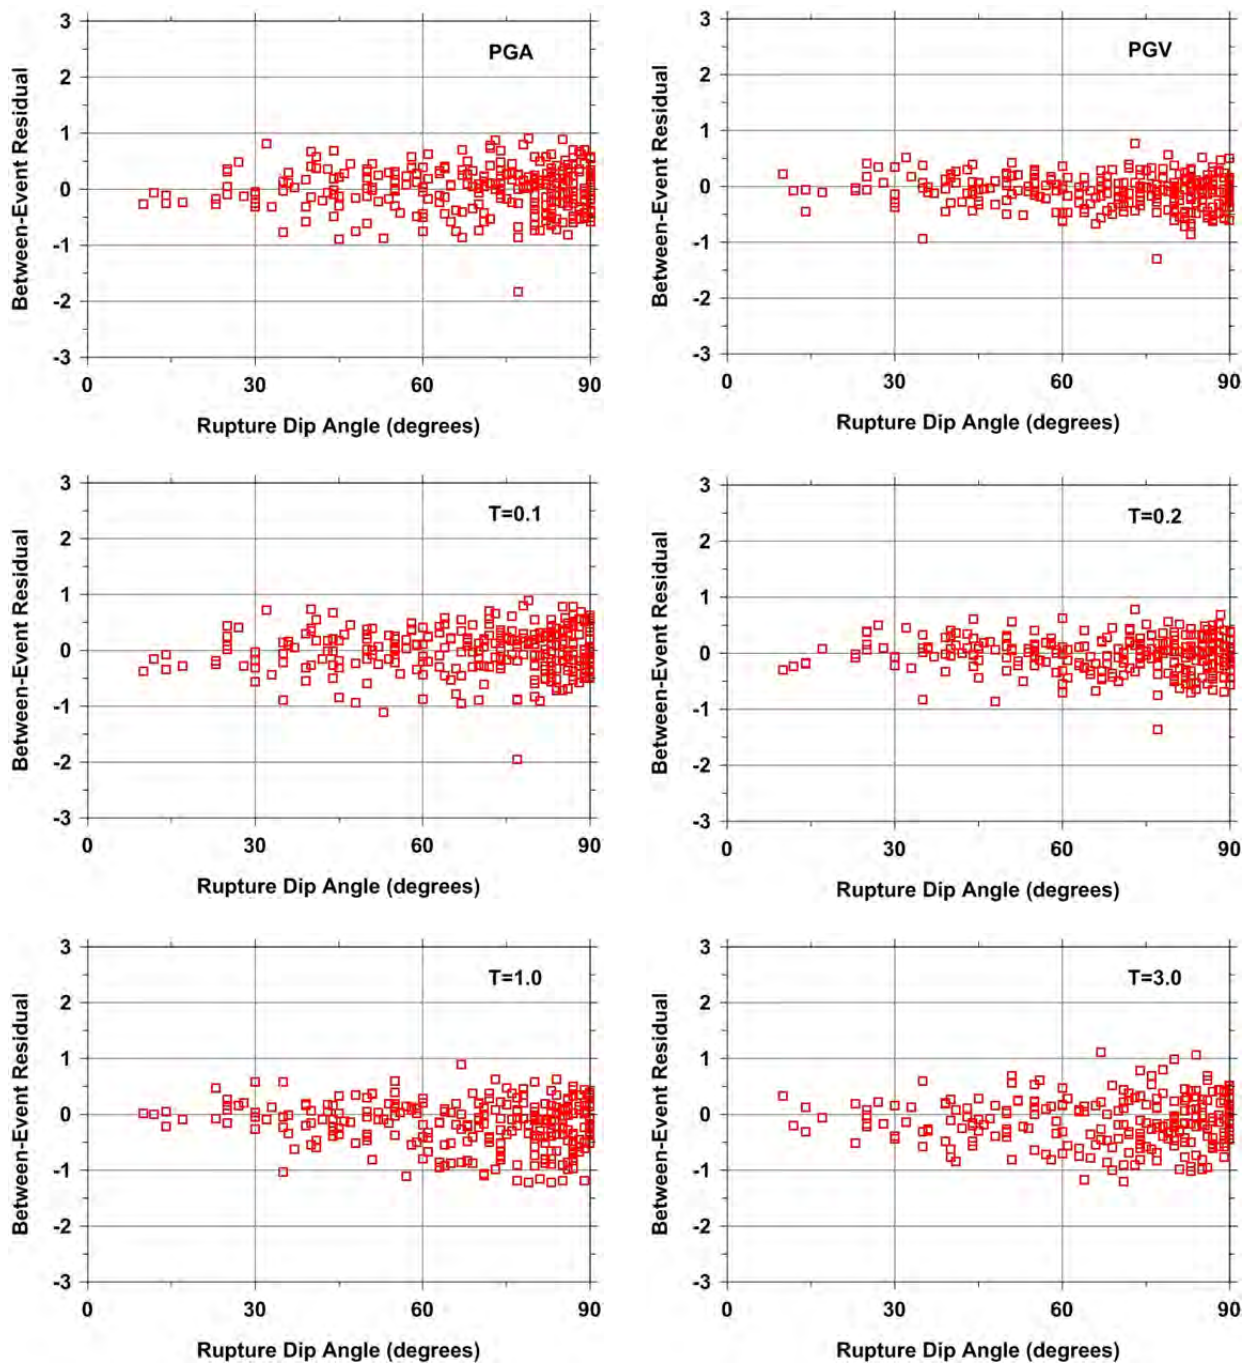 3
2
1
0
-1
-2
-3
Between-Event Residual
PGA
0 30 60 90
Rupture Dip Angle (degrees)
3
2
1
0
-1
-2
-3
Between-Event Residual
PGV
0 30 60 90
Rupture Dip Angle (degrees)
3
2
1
0
-1
-2
-3
Between-Event Residual
T=0.1
0 30 60 90
Rupture Dip Angle (degrees)
3
2
1
0
-1
-2
-3
Between-Event Residual
T=0.2
0 30 60 90
Rupture Dip Angle (degrees)
3
2
1
0
-1
-2
-3
Between-Event Residual
T=1.0
0 30 60 90
Rupture Dip Angle (degrees)
3
2
1
0
-1
-2
-3
Between-Event Residual
T=3.0
0 30 60 90
Rupture Dip Angle (degrees)